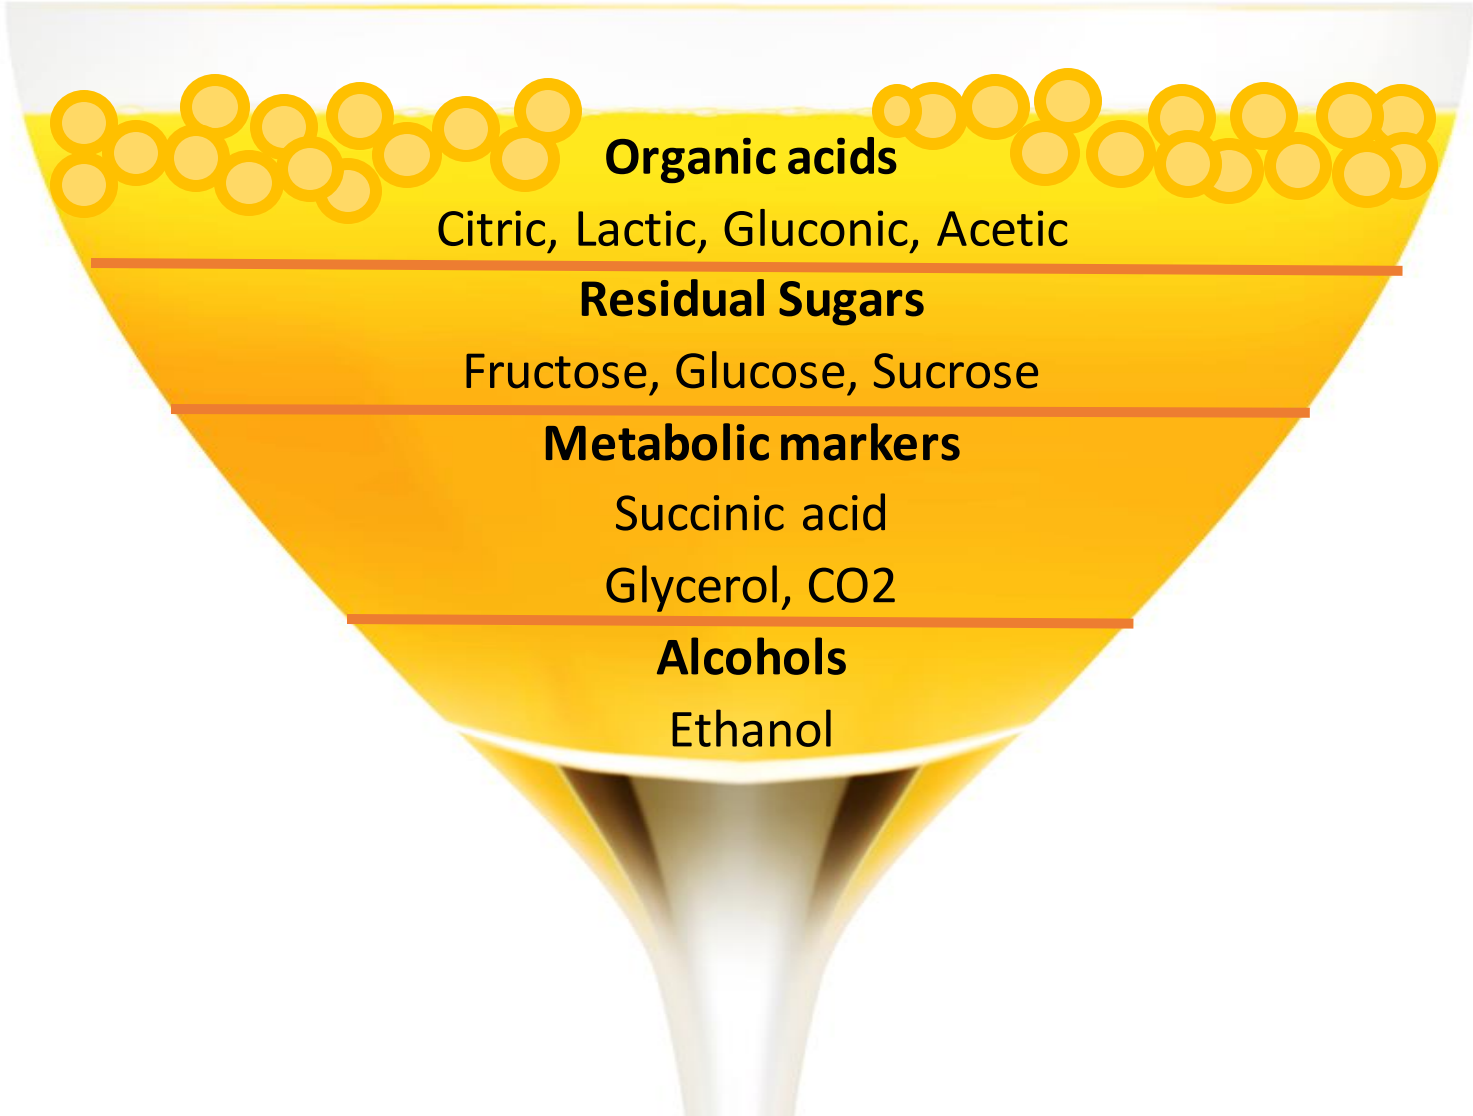 Organic acids
Citric, Lactic, Gluconic, Acetic
Residual Sugars
Fructose, Glucose, Sucrose
Metabolic markers
Succinic acid
Glycerol, CO2
Alcohols
Ethanol